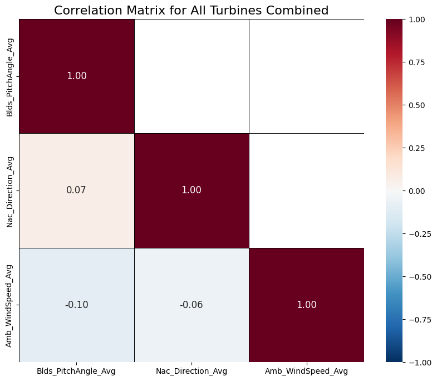 Correlation Matrix for All Turbines Combined
Blds_PitchAngle_Avg
1.00
Nac_Direction_Avg
0.07
1.00
Amb_WindSpeed_Avg
-0.10
-0.06
1.00
Blds_PitchAngle_Avg
Nac_Direction_Avg
Amb_WindSpeed_Avg
1.00
0.75
0.50
0.25
0.00
−0.25
−0.50
−0.75
−1.00